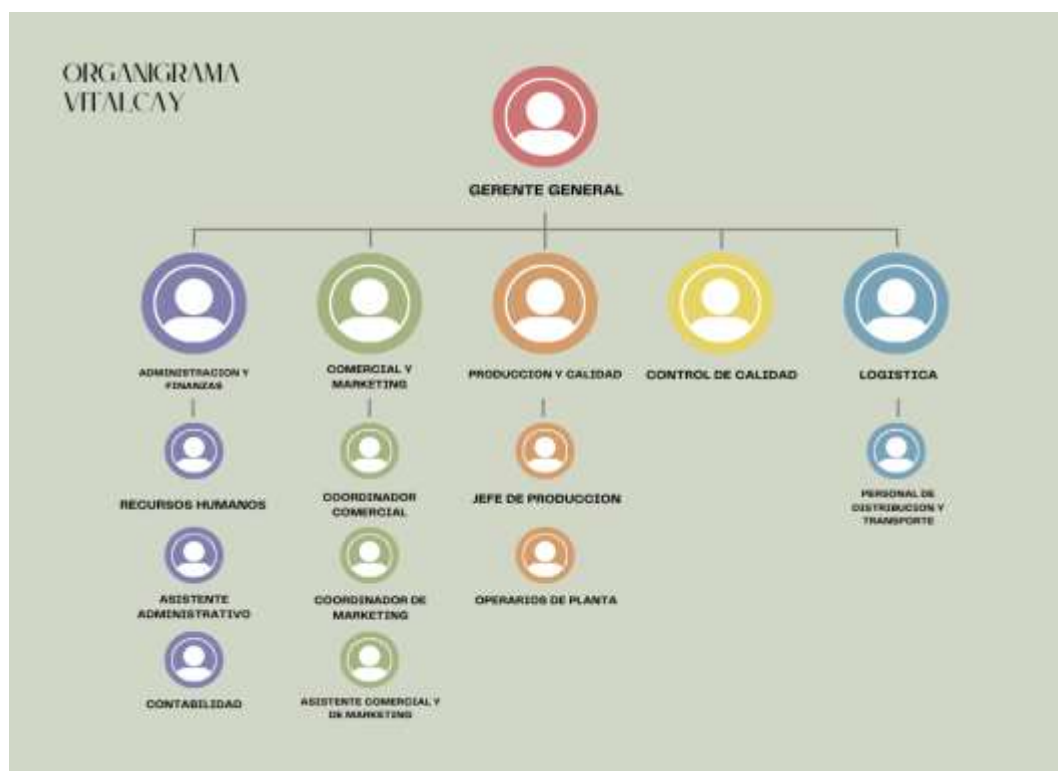 ORGANIGRAMA
VITALCAY
GERENTE GENERAL
ADMINISTRACION Y
FINANZAS
COMERCIAL Y
MARKETING
PRODUCCION Y CALIDAD
CONTROL DE CALIDAD
LOGISTICA
RECURSOS HUMANOS
COORDINADOR
COMERCIAL
JEFE DE PRODUCCION
PERSONAL DE
DISTRIBUCION Y
TRANSPORTE
ASISTENTE
ADMINISTRATIVO
COORDINADOR DE
MARKETING
OPERARIOS DE PLANTA
CONTABILIDAD
ASISTENTE COMERCIAL Y
DE MARKETING